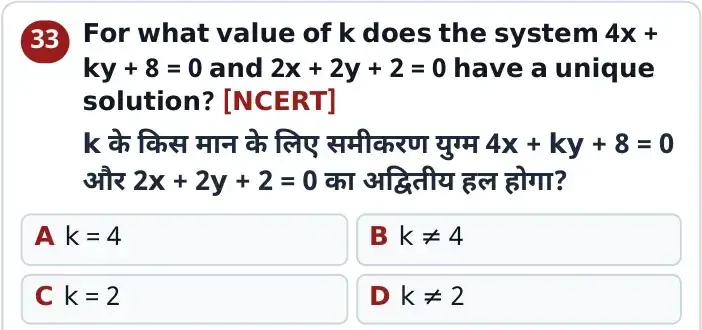 33 For what value of k does the system 4x +
ky + 8 = 0 and 2x + 2y + 2 = 0 have a unique
solution? [NCERT]
k के किस मान के लिए समीकरण युग्म 4x + ky + 8 = 0
और 2x + 2y + 2 = 0 का अद्वितीय हल होगा?
A k = 4
B k ≠ 4
C k = 2
D k ≠ 2